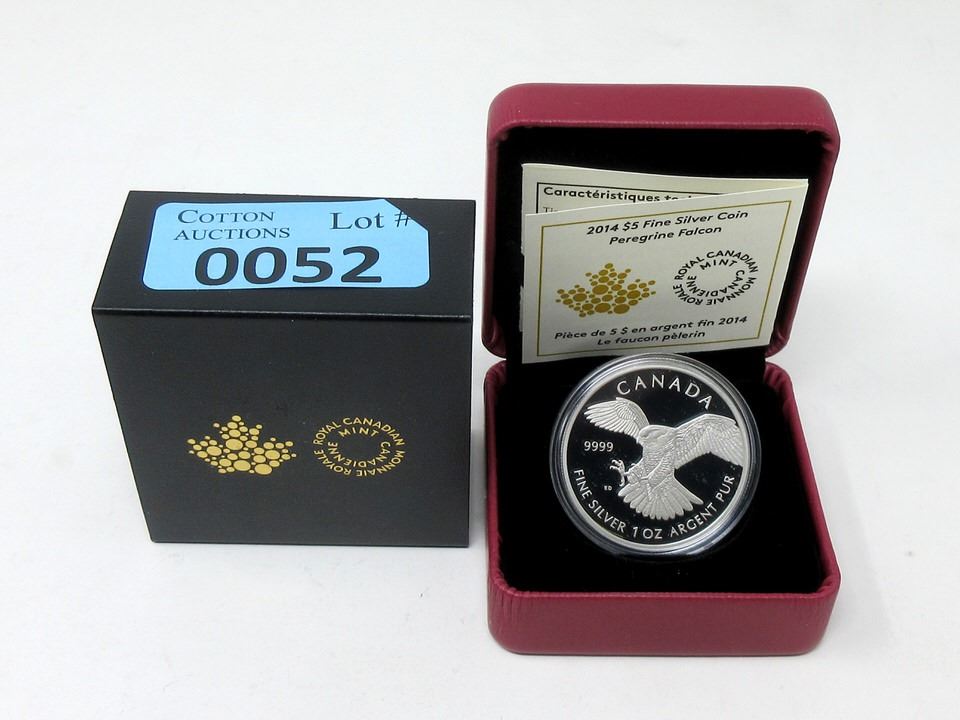 COTTON AUCTIONS Lot #
0052
ROYAL CANADIAN MINT
MONNAIE ROYALE CANADIENNE
Caractéristiques
2014 $5 Fine Silver Coin
Peregrine Falcon
ROYAL CANADIAN MINT
MONNAIE ROYALE CANADIENNE
Pièce de 5 $ en argent fin 2014
Le faucon pèlerin
CANADA
9999
ED
FINE SILVER 1 OZ ARGENT PUR